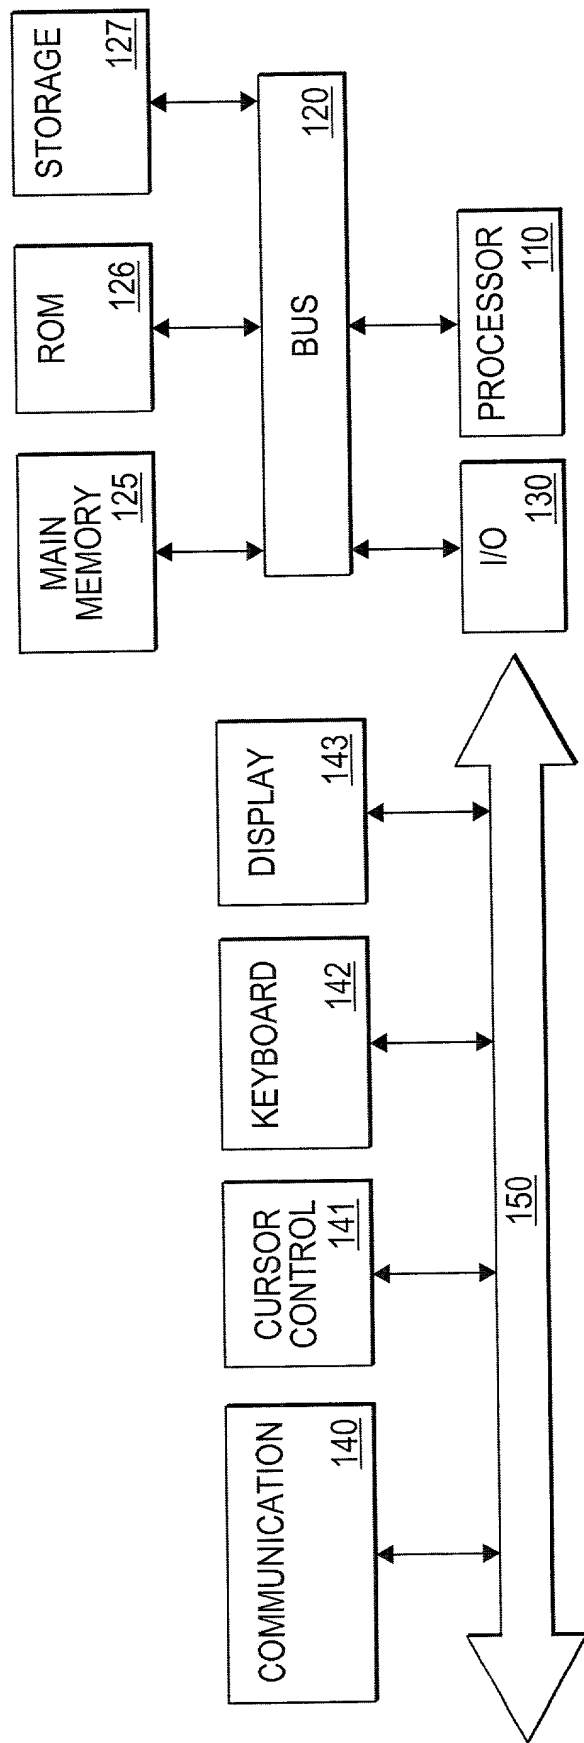 MAIN
MEMORY
125
ROM
126
STORAGE
127
BUS
120
I/O
130
PROCESSOR
110
COMMUNICATION
140
CURSOR
CONTROL
141
KEYBOARD
142
DISPLAY
143
150